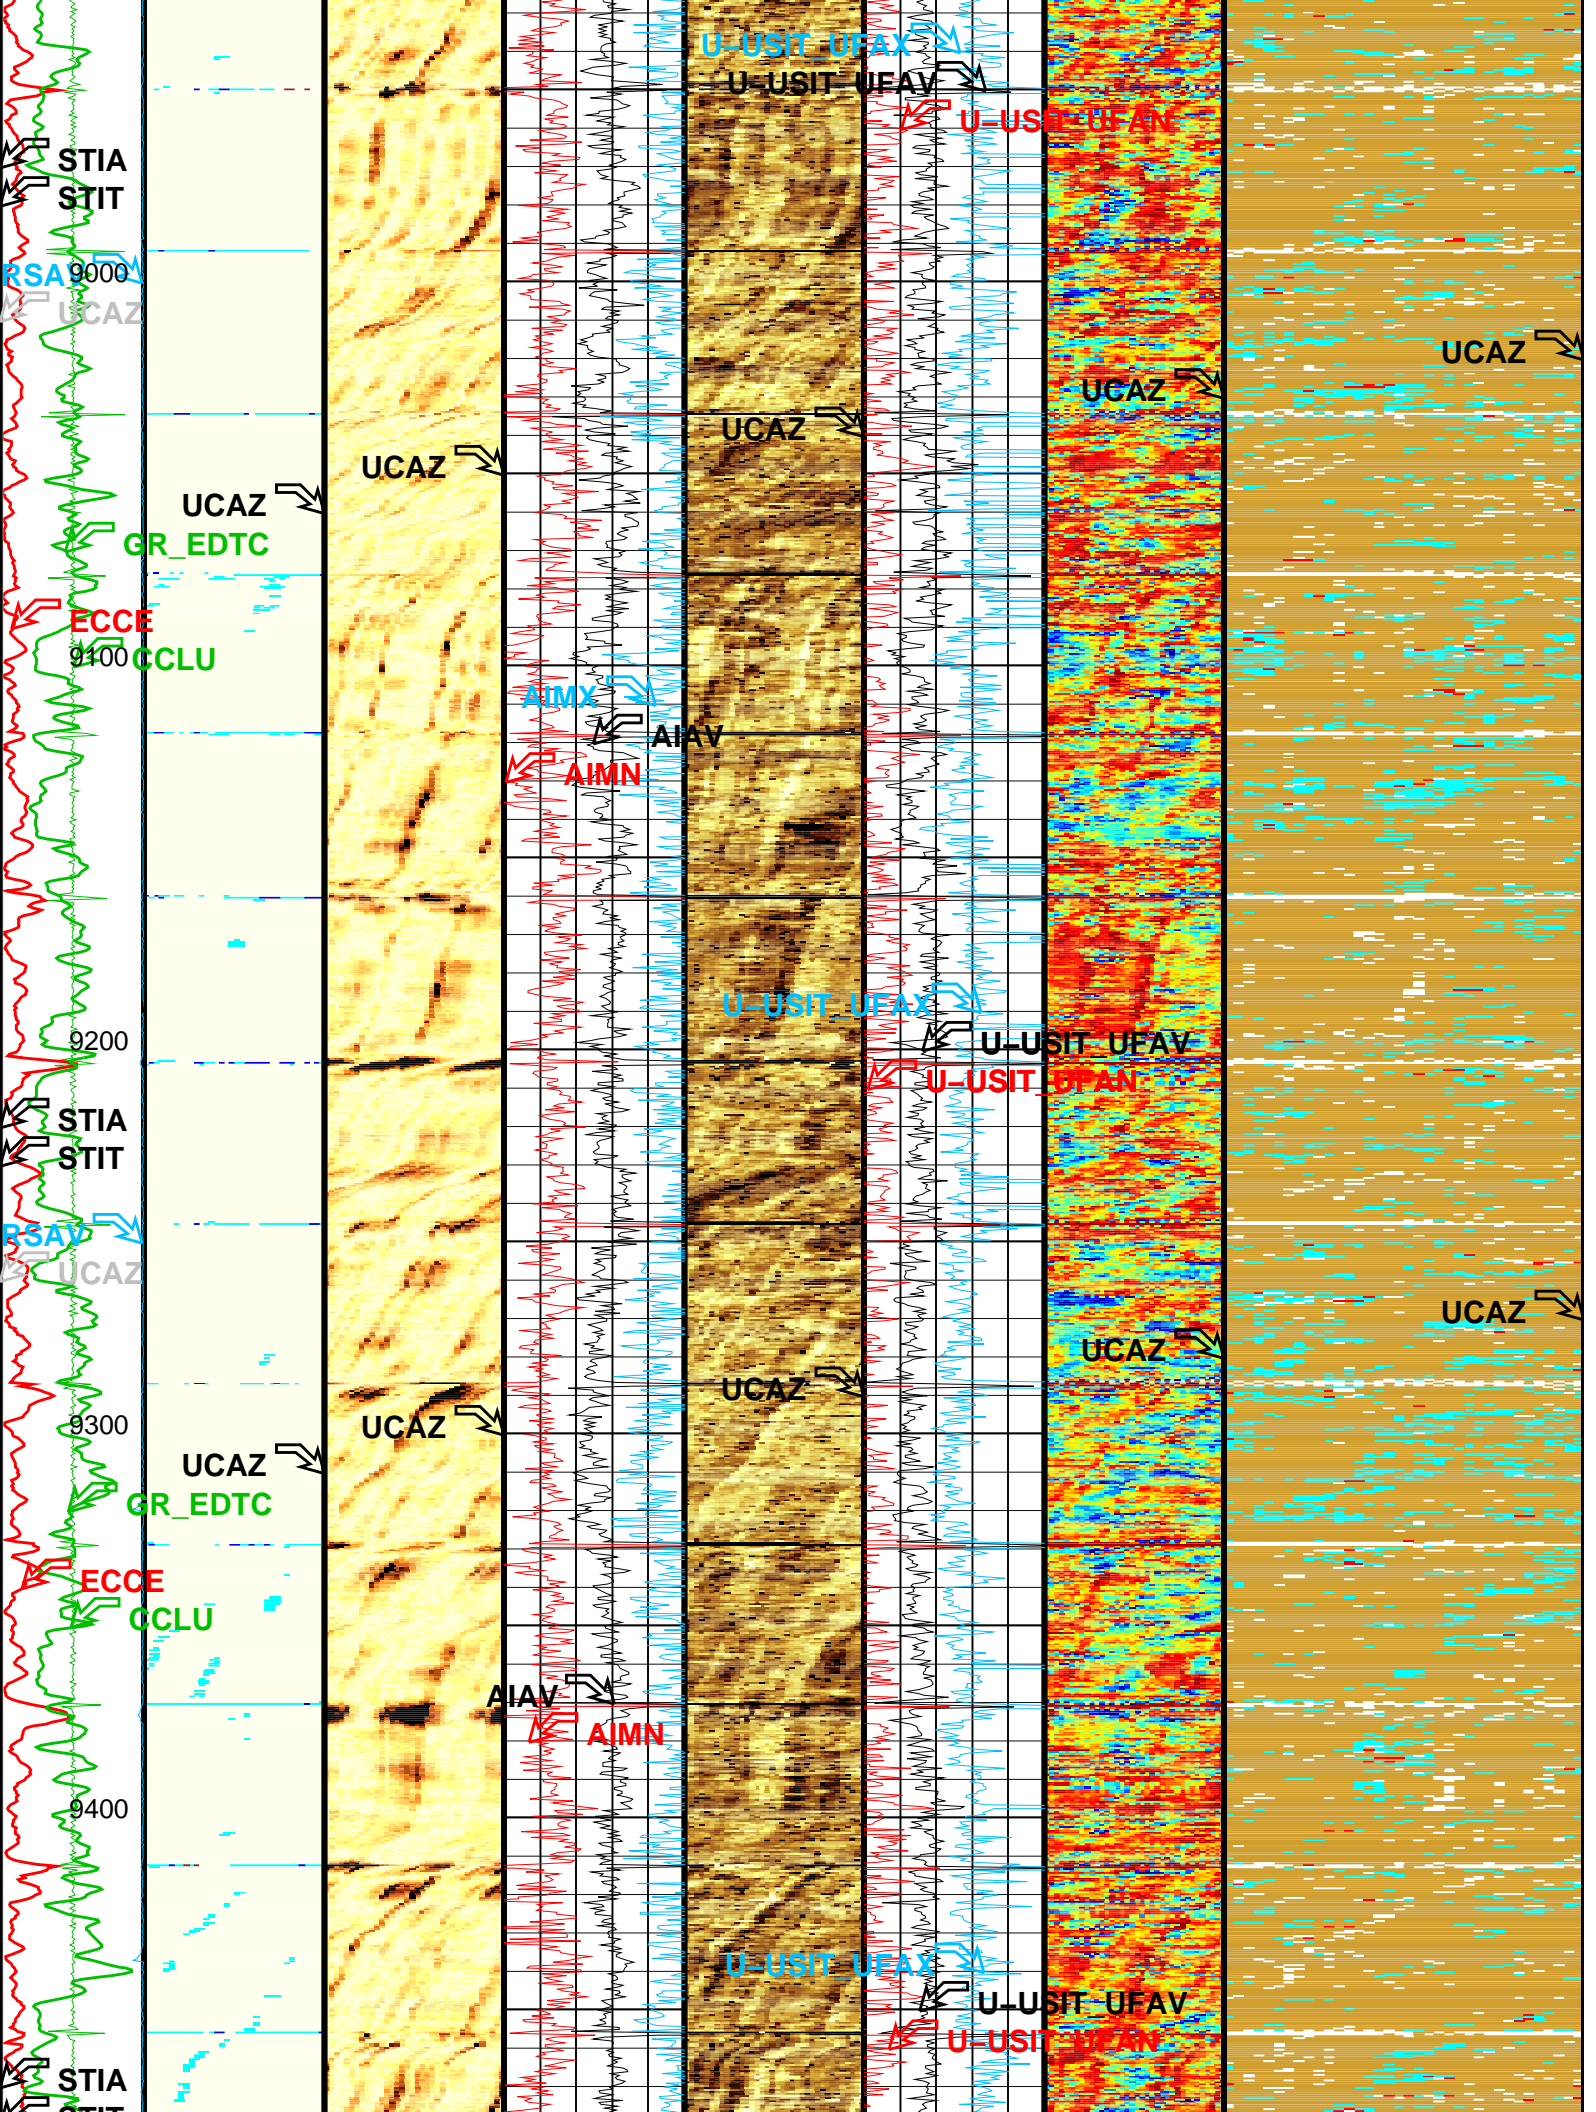 U-USIT_UFAX
U-USIT_UFAV
U-USIT_UFAN
STIA
STIT
RSAV
9000
UCAZ
UCAZ
UCAZ
UCAZ
UCAZ
UCAZ
GR_EDTC
ECCE
9100
CCLU
AIMX
AIAV
AIMN
U-USIT_UFAX
9200
U-USIT_UFAV
U-USIT_UFAN
STIA
STIT
RSAV
UCAZ
UCAZ
UCAZ
UCAZ
9300
UCAZ
UCAZ
GR_EDTC
ECCE
CCLU
AIAV
AIMN
9400
U-USIT_UFAX
U-USIT_UFAV
U-USIT_UFAN
STIA
STIT